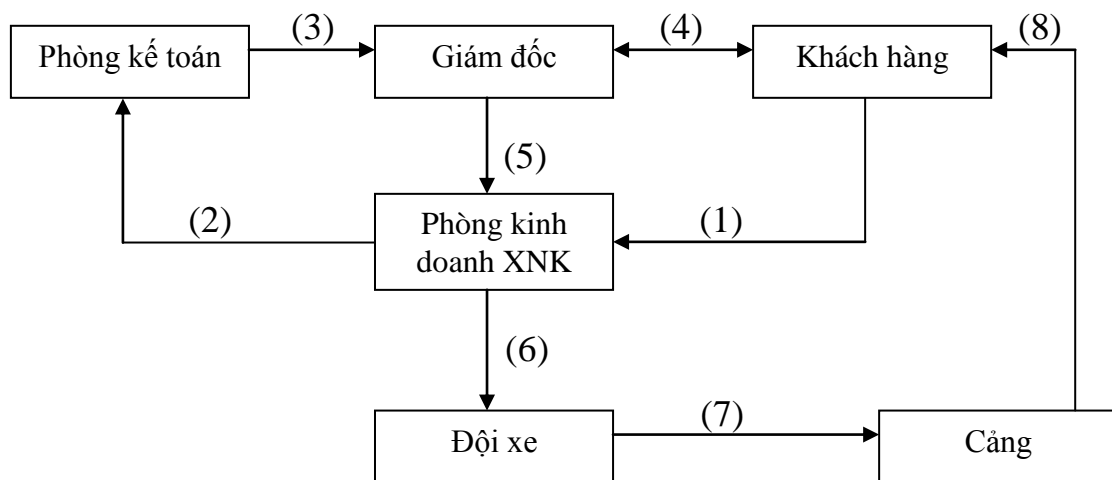 (3)
(4)
(8)
Phòng kế toán
Giám đốc
Khách hàng
(5)
(2)
Phòng kinh
doanh XNK
(1)
(6)
(7)
Đội xe
Cảng